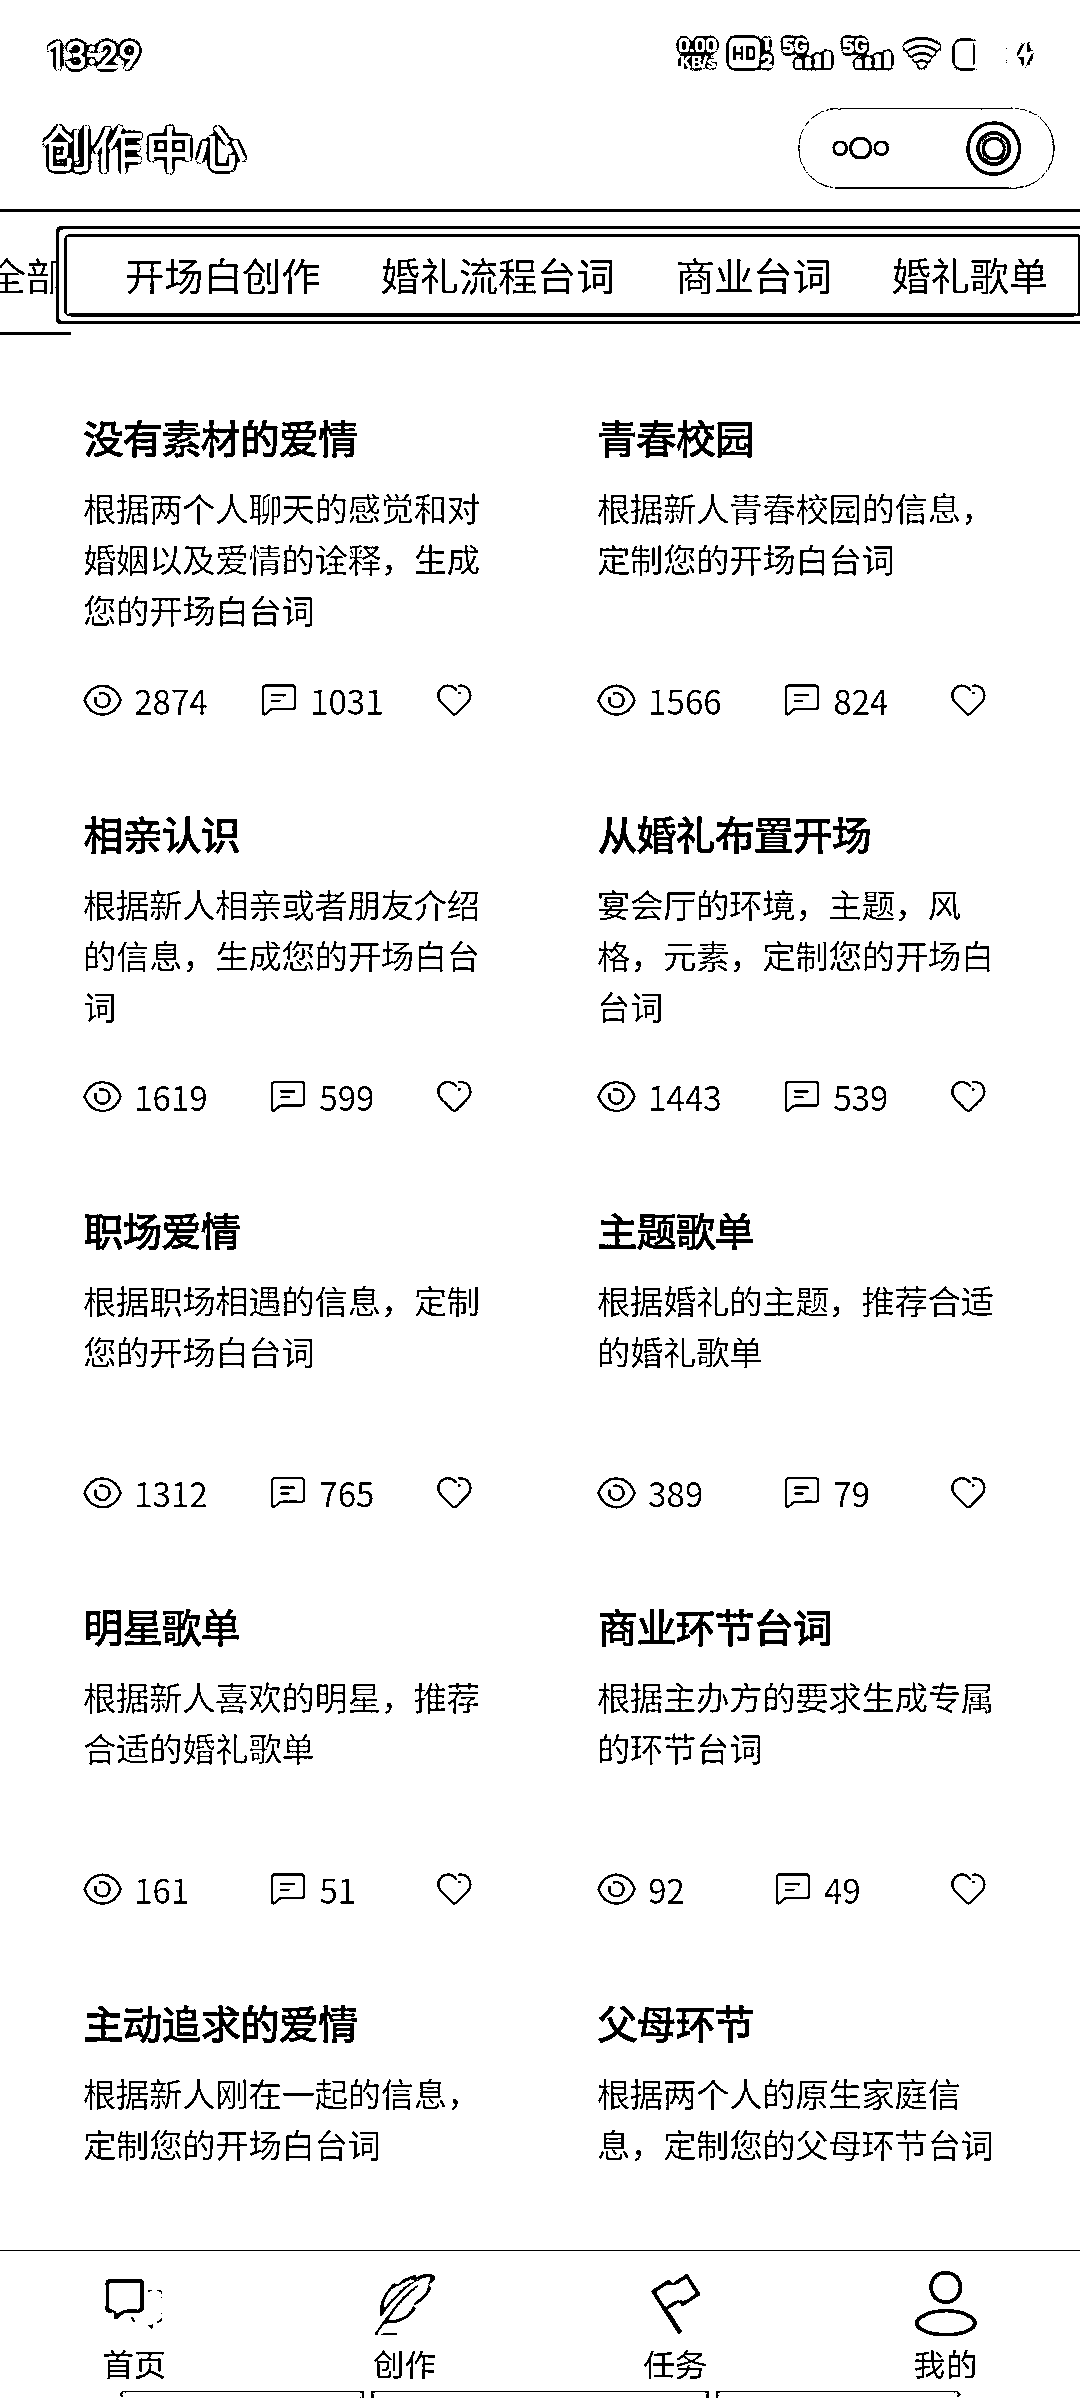 13:29
0.00 KB/s HD 1 2 5G 5G
创作中心
全部 开场白创作 婚礼流程台词 商业台词 婚礼歌单
没有素材的爱情
根据两个人聊天的感觉和对
婚姻以及爱情的诠释，生成
您的开场白台词
2874 1031
青春校园
根据新人青春校园的信息，
定制您的开场白台词
1566 824
相亲认识
根据新人相亲或者朋友介绍
的信息，生成您的开场白台
词
1619 599
从婚礼布置开场
宴会厅的环境，主题，风
格，元素，定制您的开场白
台词
1443 539
职场爱情
根据职场相遇的信息，定制
您的开场白台词
1312 765
主题歌单
根据婚礼的主题，推荐合适
的婚礼歌单
389 79
明星歌单
根据新人喜欢的明星，推荐
合适的婚礼歌单
161 51
商业环节台词
根据主办方的要求生成专属
的环节台词
92 49
主动追求的爱情
根据新人刚在一起的信息，
定制您的开场白台词
父母环节
根据两个人的原生家庭信
息，定制您的父母环节台词
首页 创作 任务 我的